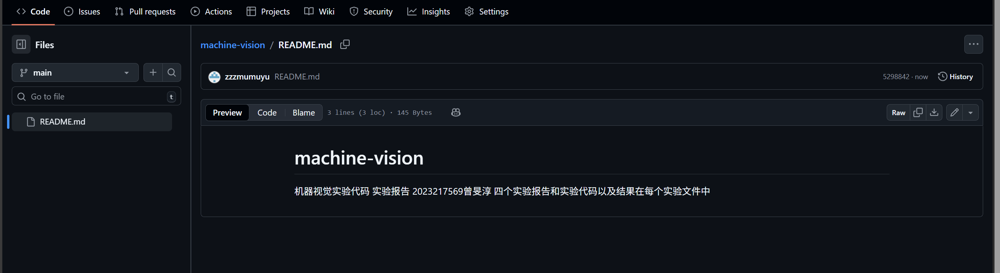 Code Issues Pull requests Actions Projects Wiki Security Insights Settings
Files
main
Go to file t
README.md
machine-vision / README.md
zzzmumuyu README.md 5298842 · now History
Preview Code Blame 3 lines (3 loc) · 145 Bytes Raw
machine-vision
机器视觉实验代码 实验报告 2023217569曾旻淳 四个实验报告和实验代码以及结果在每个实验文件中